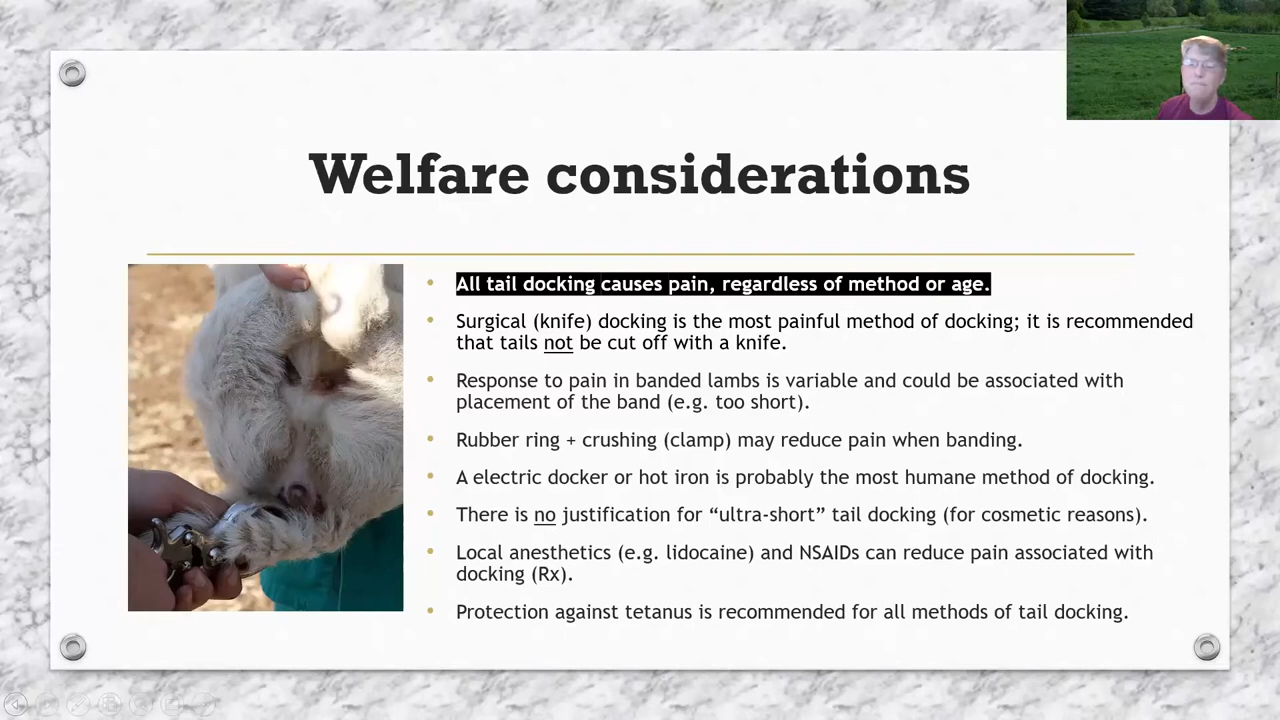 Welfare considerations
All tail docking causes pain, regardless of method or age.
Surgical (knife) docking is the most painful method of docking; it is recommended
that tails not be cut off with a knife.
Response to pain in banded lambs is variable and could be associated with
placement of the band (e.g. too short).
Rubber ring + crushing (clamp) may reduce pain when banding.
A electric docker or hot iron is probably the most humane method of docking.
There is no justification for “ultra-short” tail docking (for cosmetic reasons).
Local anesthetics (e.g. lidocaine) and NSAIDs can reduce pain associated with
docking (Rx).
Protection against tetanus is recommended for all methods of tail docking.